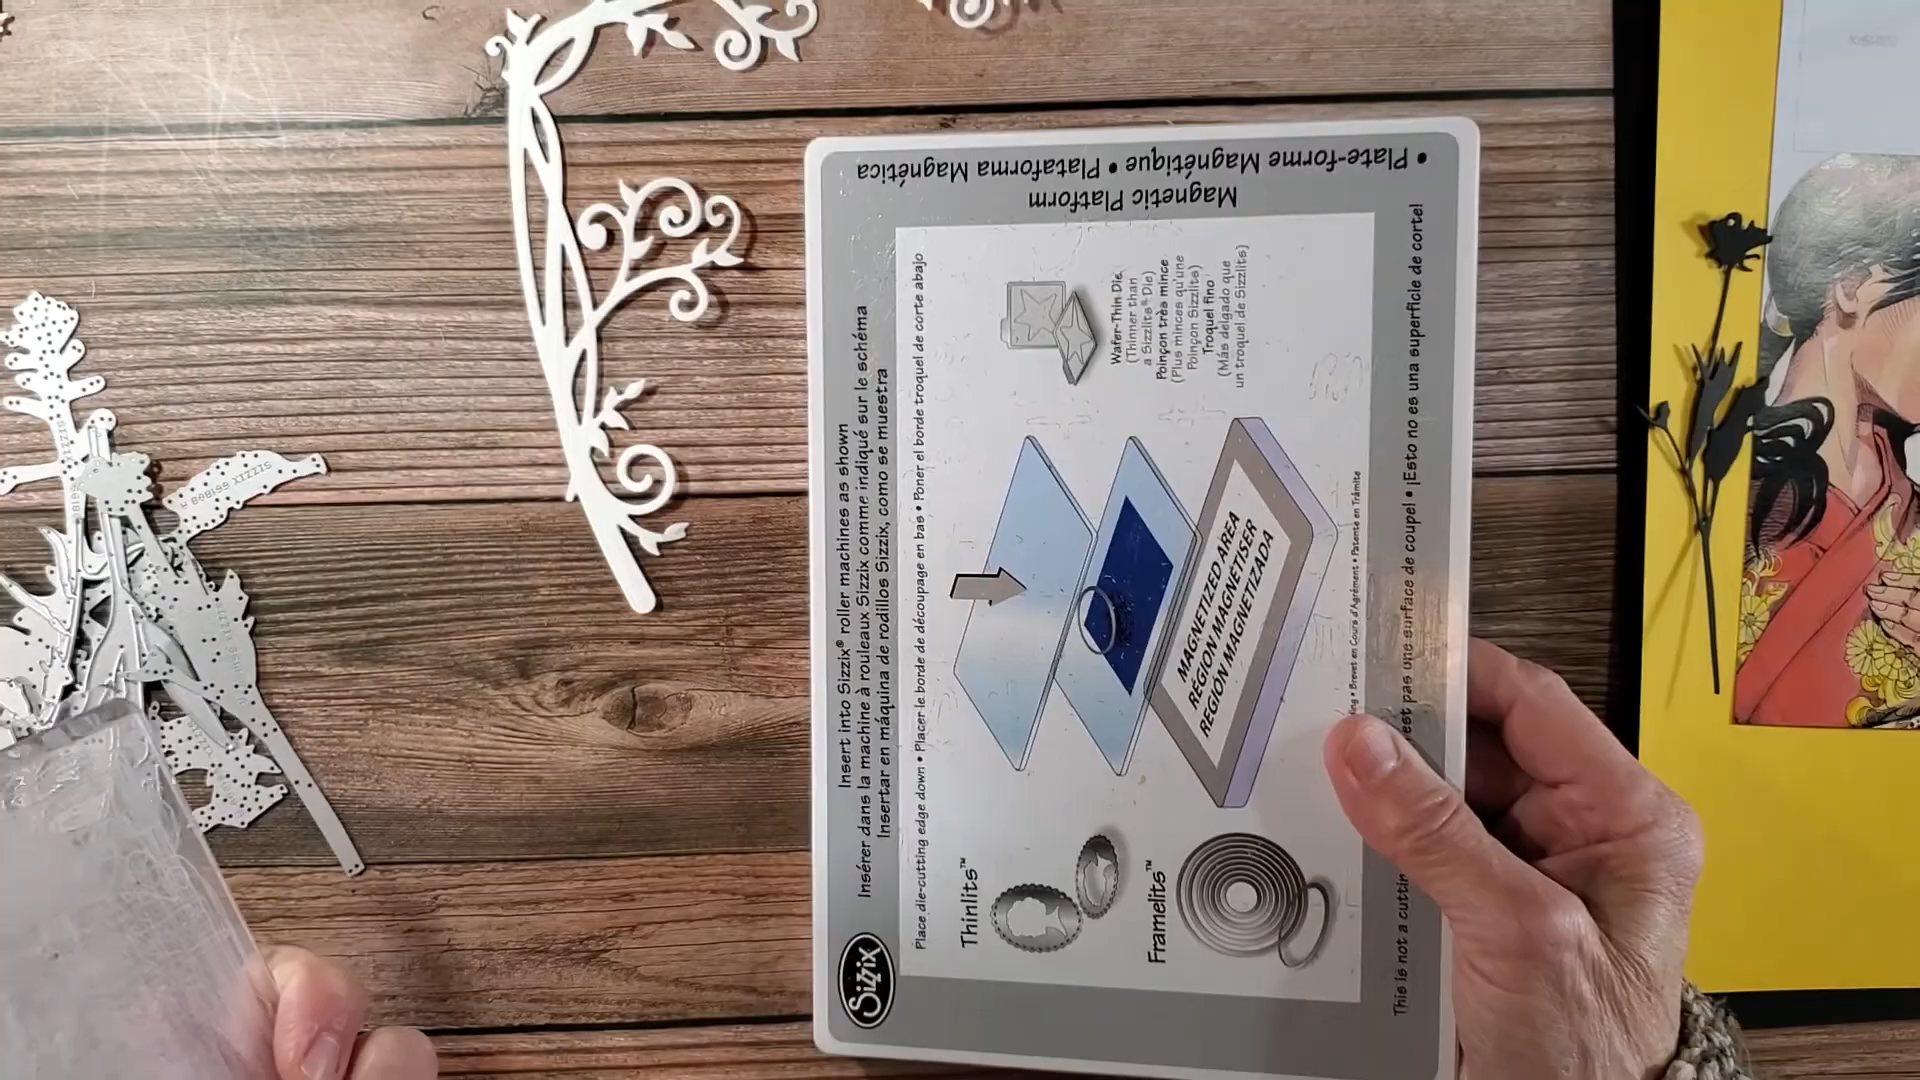 • Plate-forme Magnétique • Plataforma Magnética
Magnetic Platform
Insert into Sizzix® roller machines as shown
Insérer dans la machine à rouleaux Sizzix comme indiqué sur le schéma
Insertar en máquina de rodillos Sizzix, como se muestra
Place die-cutting edge down • Placer le borde de découpage en bas • Poner el borde troquel de corte abajo
Thinlits™
Framelits™
Wafer-Thin Die
(Thinner than
a Sizzlits® Die)
Poinçon très mince
(Plus minces qu'une
Poinçon Sizzlits)
Troquel fino
(Más delgado que
un troquel de Sizzlits)
MAGNETIZED AREA
RÉGION MAGNÉTISER
REGIÓN MAGNETIZADA
• Brevet en Cours d'Agrément • Patente en Trámite
This is not a est pas une surface de coupe! • ¡Esto no es una superficie de corte!
Sizzix
SIZZIX 661808